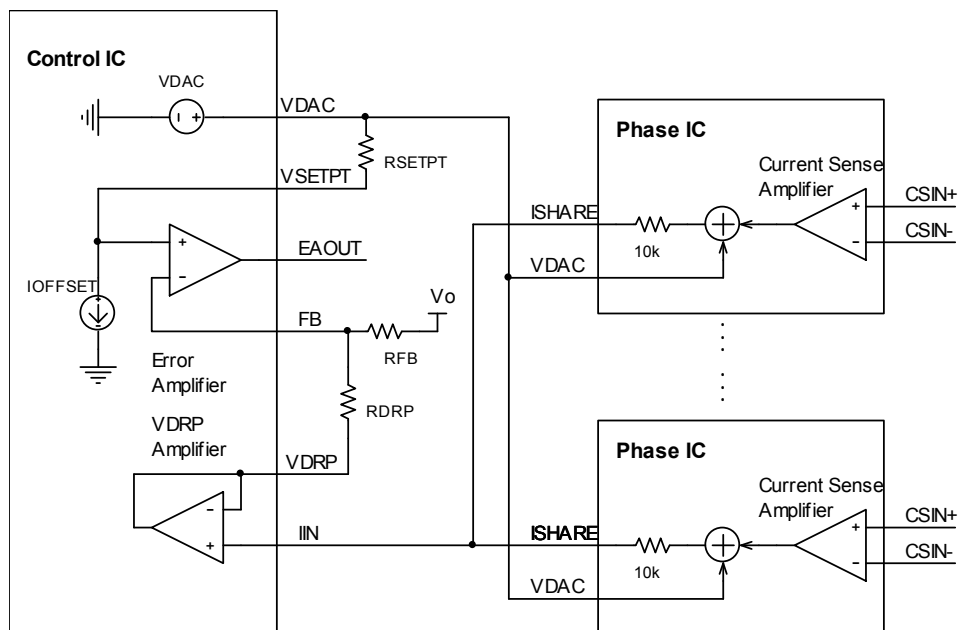 Control IC
VDAC
VDAC
RSETPT
VSETPT
IOFFSET
EAOUT
Vo
FB
RFB
Error
Amplifier
RDRP
VDRP
Amplifier
VDRP
IIN
Phase IC
Current Sense
Amplifier
CSIN+
CSIN-
ISHARE
10k
VDAC
Phase IC
Current Sense
Amplifier
CSIN+
CSIN-
ISHARE
10k
VDAC